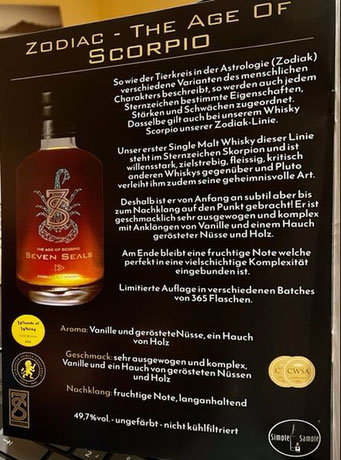 Zodiac - The Age Of
Scorpio
So wie der Tierkreis in der Astrologie (Zodiak)
verschiedene Varianten des menschlichen
Charakters beschreibt, so werden auch jedem
Sternzeichen bestimmte Eigenschaften,
Stärken und Schwächen zugeordnet.
Dasselbe gilt auch bei unserem Whisky
Scorpio unserer Zodiak-Linie.
Unser erster Single Malt Whisky dieser Linie
steht im Sternzeichen Skorpion und ist
willensstark, zielstrebig, fleissig, kritisch
anderen Whiskys gegenüber und Pluto
verleiht ihm zudem seine geheimnisvolle Art.
Deshalb ist er von Anfang an subtil aber bis
zum Nachklang auf den Punkt gebracht! Er ist
geschmacklich sehr ausgewogen und komplex
mit Anklängen von Vanille und einem Hauch
gerösteter Nüsse und Holz.
Am Ende bleibt eine fruchtige Note welche
perfekt in eine vielschichtige Komplexität
eingebunden ist.
Limitierte Auflage in verschiedenen Batches
von 365 Flaschen.
THE AGE OF SCORPIO
SEVEN SEALS
Aroma: Vanille und geröstete Nüsse, ein Hauch
von Holz
Geschmack: sehr ausgewogen und komplex,
Vanille und ein Hauch von gerösteten Nüssen
und Holz
Nachklang: fruchtige Note, langanhaltend
49,7%vol. - ungefärbt - nicht kühlfiltriert
CWSA
Simple Sample